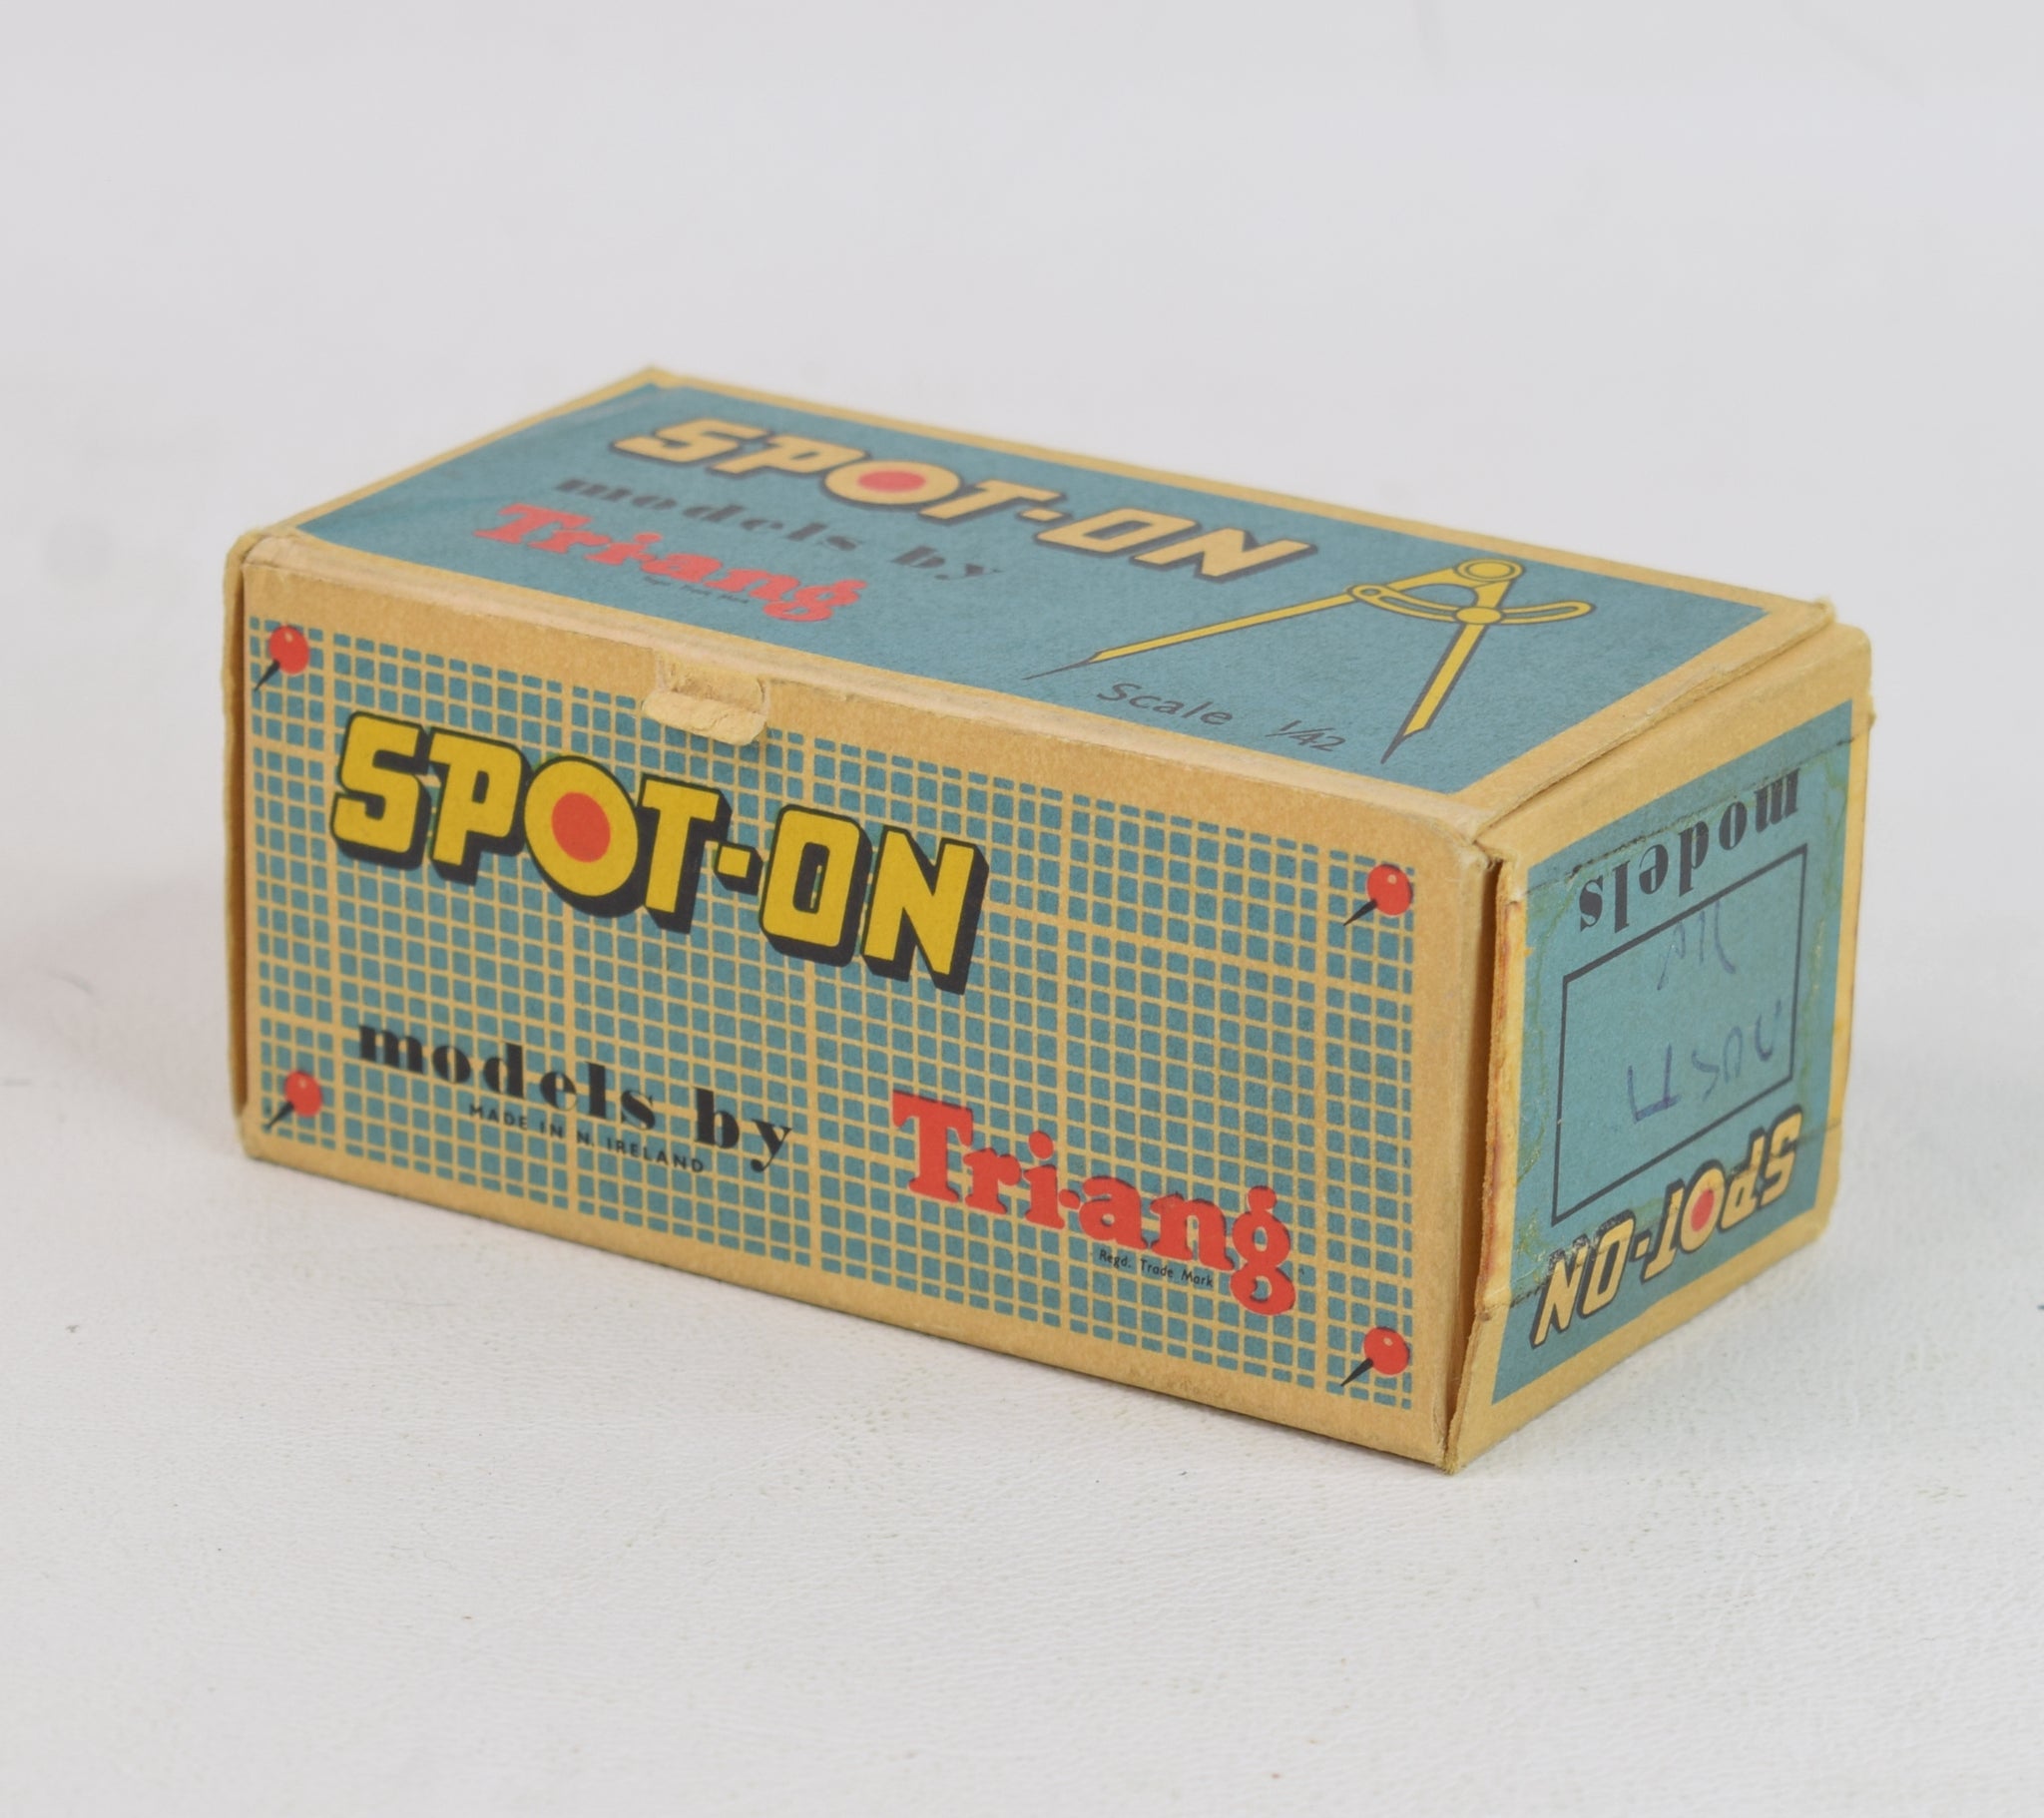 SPOT-ON
models by
Tri-ang
Scale 1/42
SPOT-ON
models by
MADE IN N. IRELAND
Tri-ang
Regd. Trade Mark
SPOT-ON
models